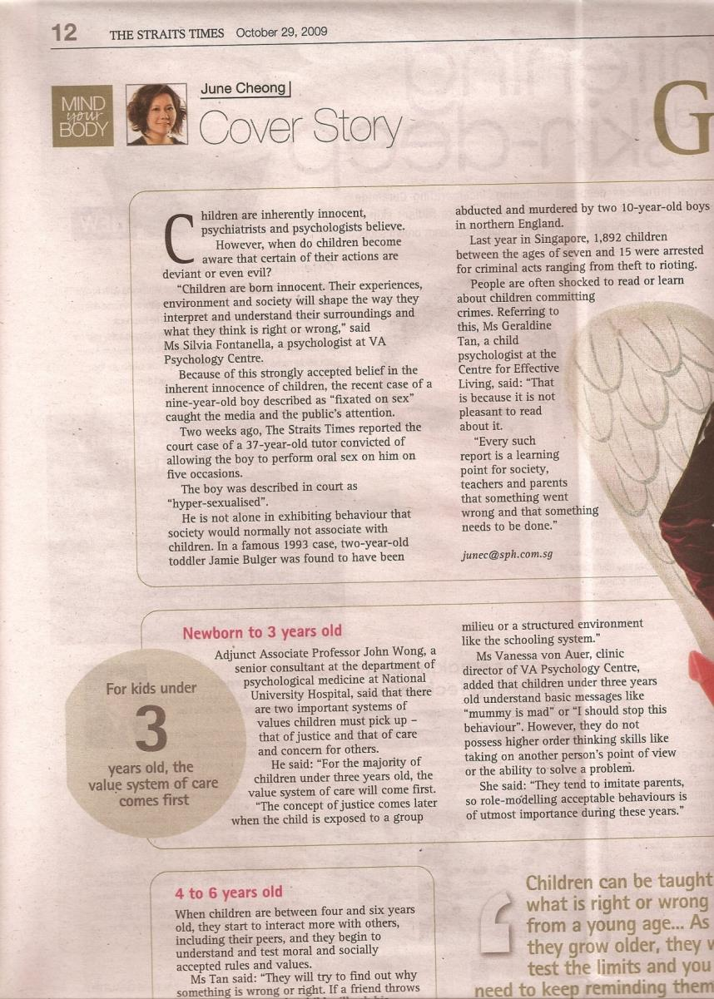 12 THE STRAITS TIMES October 29, 2009
MIND
your
BODY
June Cheong
Cover Story
G
Children are inherently innocent,
psychiatrists and psychologists believe.
However, when do children become
aware that certain of their actions are
deviant or even evil?
“Children are born innocent. Their experiences,
environment and society will shape the way they
interpret and understand their surroundings and
what they think is right or wrong,” said
Ms Silvia Fontanella, a psychologist at VA
Psychology Centre.
Because of this strongly accepted belief in the
inherent innocence of children, the recent case of a
nine-year-old boy described as “fixated on sex”
caught the media and the public’s attention.
Two weeks ago, The Straits Times reported the
court case of a 37-year-old tutor convicted of
allowing the boy to perform oral sex on him on
five occasions.
The boy was described in court as
“hyper-sexualised”.
He is not alone in exhibiting behaviour that
society would normally not associate with
children. In a famous 1993 case, two-year-old
toddler Jamie Bulger was found to have been
abducted and murdered by two 10-year-old boys
in northern England.
Last year in Singapore, 1,892 children
between the ages of seven and 15 were arrested
for criminal acts ranging from theft to rioting.
People are often shocked to read or learn
about children committing
crimes. Referring to
this, Ms Geraldine
Tan, a child
psychologist at the
Centre for Effective
Living, said: “That
is because it is not
pleasant to read
about it.
“Every such
report is a learning
point for society,
teachers and parents
that something went
wrong and that something
needs to be done.”
junec@sph.com.sg
Newborn to 3 years old
For kids under
3
years old, the
value system of care
comes first
Adjunct Associate Professor John Wong, a
senior consultant at the department of
psychological medicine at National
University Hospital, said that there
are two important systems of
values children must pick up –
that of justice and that of care
and concern for others.
He said: “For the majority of
children under three years old, the
value system of care will come first.
“The concept of justice comes later
when the child is exposed to a group
milieu or a structured environment
like the schooling system.”
Ms Vanessa von Auer, clinic
director of VA Psychology Centre,
added that children under three years
old understand basic messages like
“mummy is mad” or “I should stop this
behaviour”. However, they do not
possess higher order thinking skills like
taking on another person’s point of view
or the ability to solve a problem.
She said: “They tend to imitate parents,
so role-modelling acceptable behaviours is
of utmost importance during these years.”
4 to 6 years old
When children are between four and six years
old, they start to interact more with others,
including their peers, and they begin to
understand and test moral and socially
accepted rules and values.
Ms Tan said: “They will try to find out why
something is wrong or right. If a friend throws
Children can be taught
what is right or wrong
from a young age... As
they grow older, they
test the limits and you
need to keep reminding them